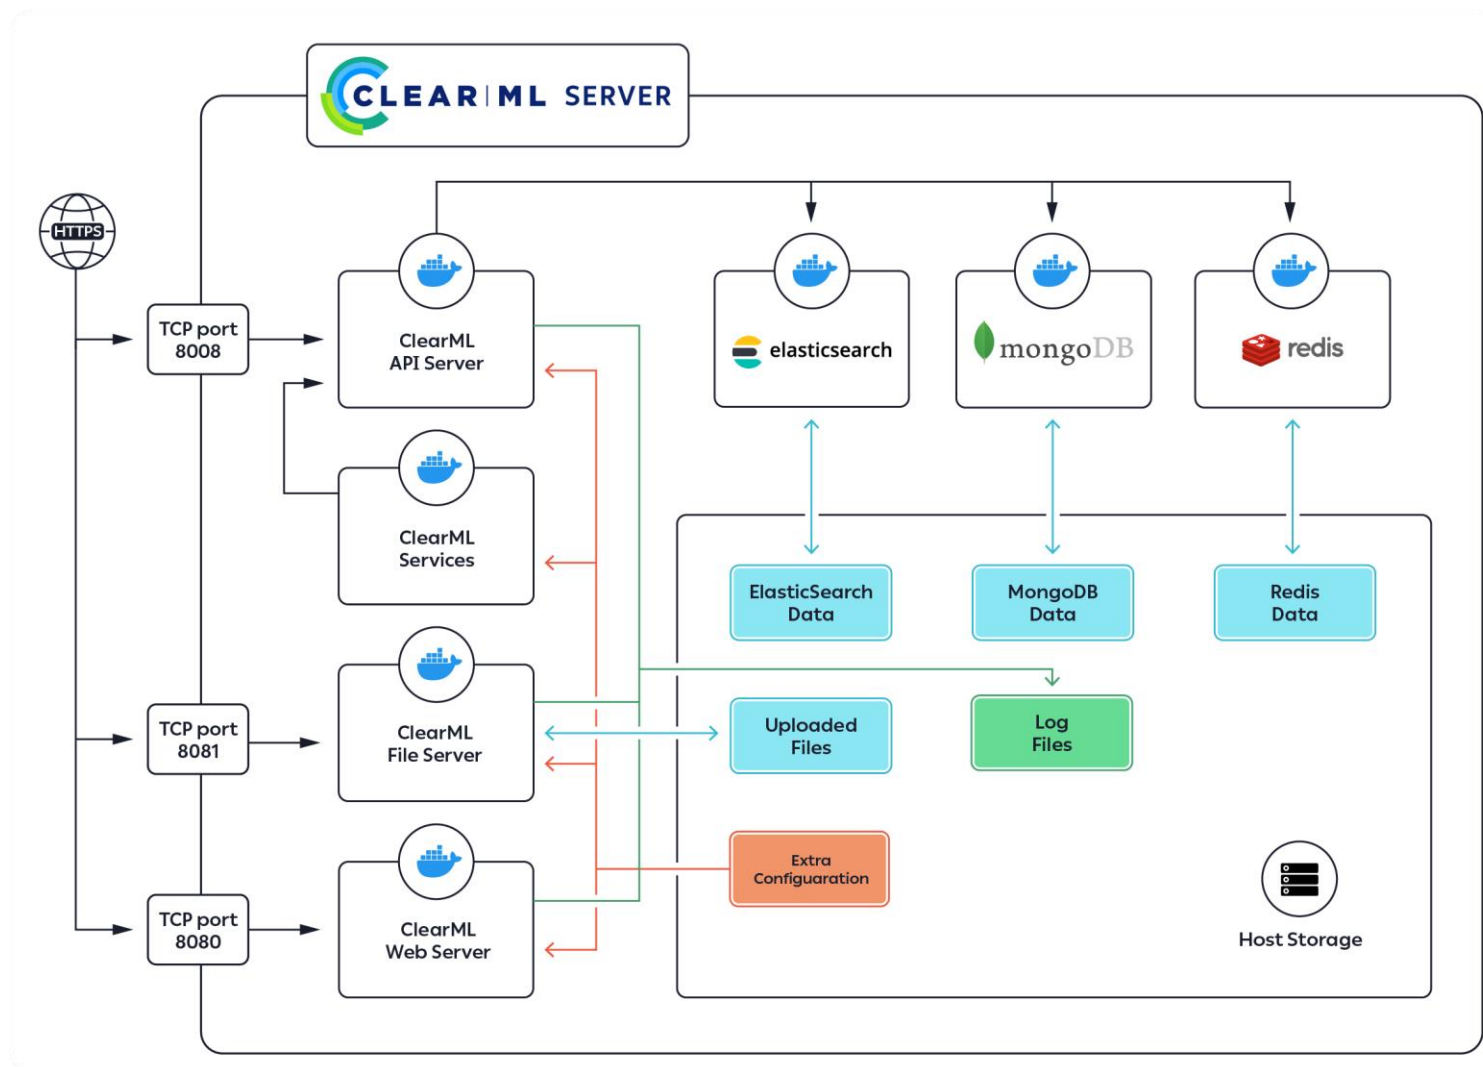 CLEAR|ML SERVER
HTTPS
TCP port
8008
ClearML
API Server
elasticsearch
mongoDB
redis
ClearML
Services
ElasticSearch
Data
MongoDB
Data
Redis
Data
TCP port
8081
ClearML
File Server
Uploaded
Files
Log
Files
Extra
Configuaration
TCP port
8080
ClearML
Web Server
Host Storage